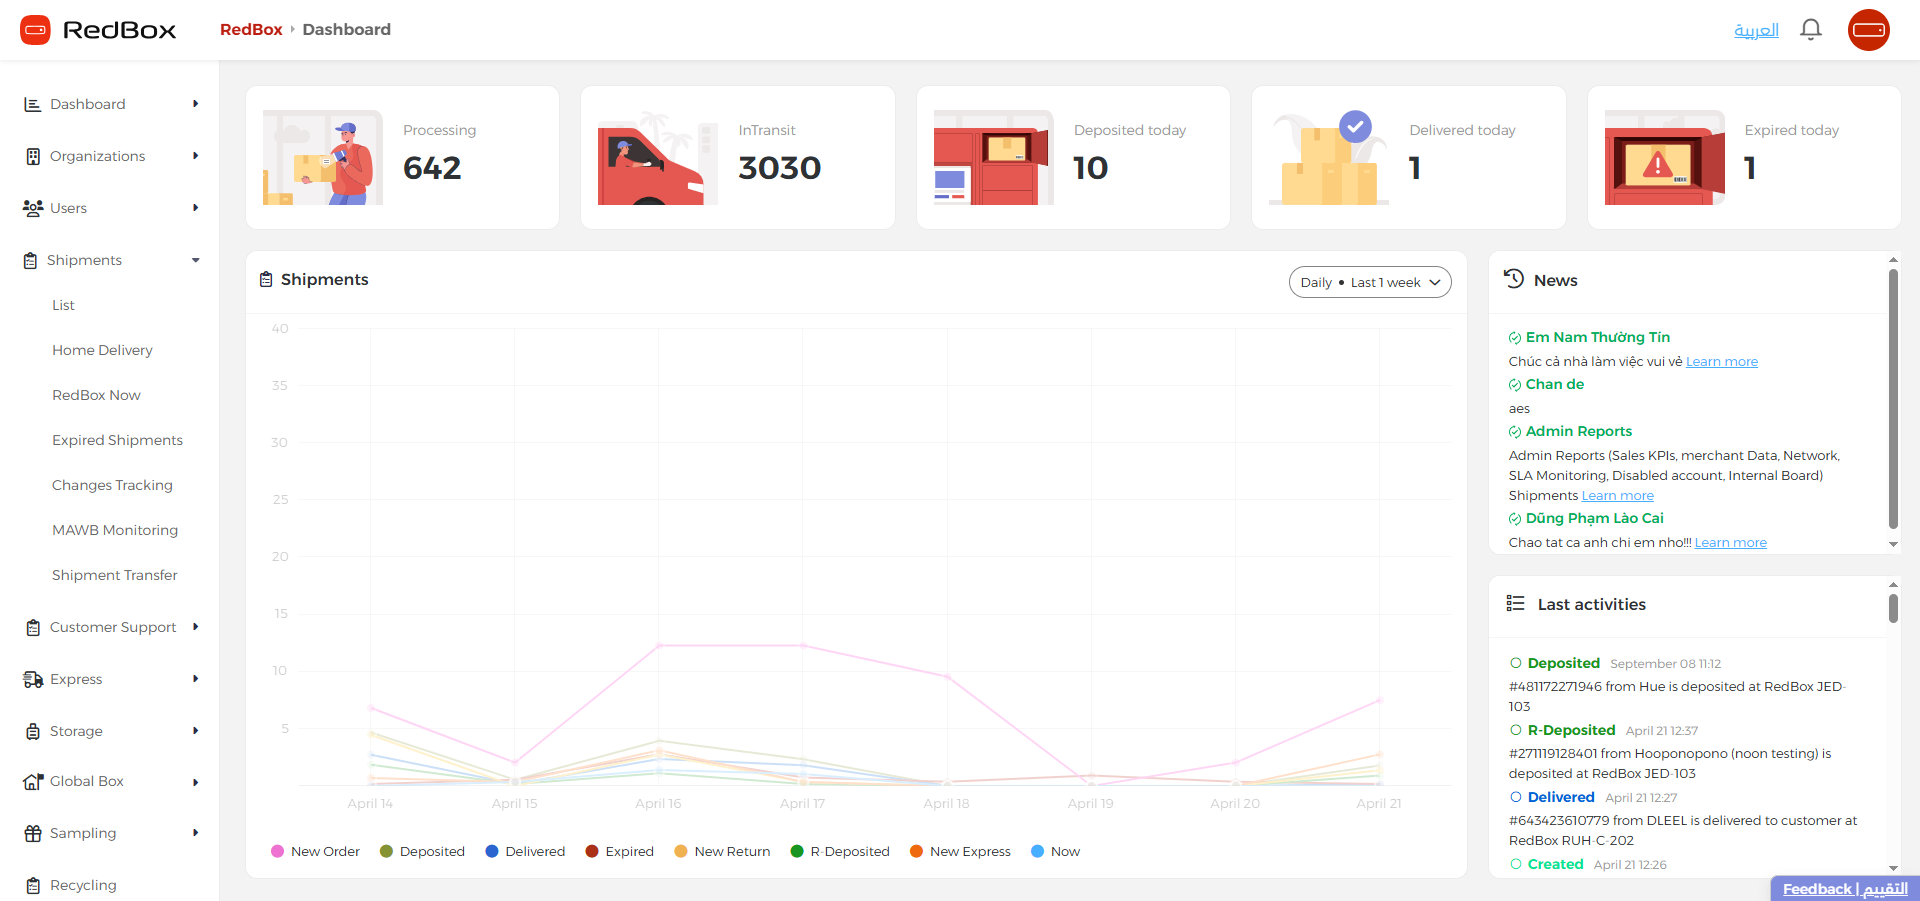 RedBox
RedBox
Dashboard
العربية
Dashboard
Organizations
Users
Shipments
List
Home Delivery
RedBox Now
Expired Shipments
Changes Tracking
MAWB Monitoring
Shipment Transfer
Customer Support
Express
Storage
Global Box
Sampling
Recycling
Processing
642
InTransit
3030
Deposited today
10
Delivered today
1
Expired today
1
Shipments
Daily • Last 1 week
40
35
30
25
20
15
10
5
April 14 April 15 April 16 April 17 April 18 April 19 April 20 April 21
New Order Deposited Delivered Expired New Return R-Deposited New Express Now
News
Em Nam Thường Tín
Chúc cả nhà làm việc vui vẻ Learn more
Chan de
aes
Admin Reports
Admin Reports (Sales KPIs, merchant Data, Network,
SLA Monitoring, Disabled account, Internal Board)
Shipments Learn more
Dũng Phạm Lào Cai
Chao tat ca anh chi em nho!!! Learn more
Last activities
Deposited September 08 11:12
#481172271946 from Hue is deposited at RedBox JED-
103
R-Deposited April 21 12:37
#271119128401 from Hooponopono (noon testing) is
deposited at RedBox JED-103
Delivered April 21 12:27
#643423610779 from DLEEL is delivered to customer at
RedBox RUH-C-202
Created April 21 12:26
Feedback | التقييم